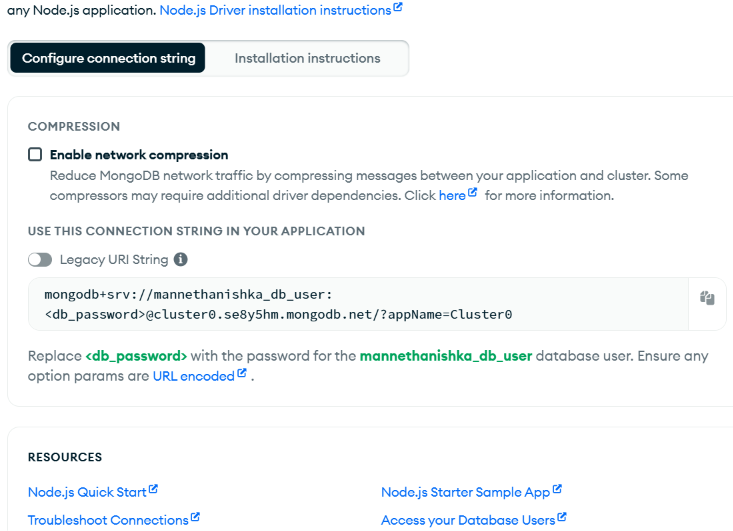 any Node.js application. Node.js Driver installation instructions
Configure connection string
Installation instructions
COMPRESSION
Enable network compression
Reduce MongoDB network traffic by compressing messages between your application and cluster. Some
compressors may require additional driver dependencies. Click here for more information.
USE THIS CONNECTION STRING IN YOUR APPLICATION
Legacy URI String
mongodb+srv://mannethanishka_db_user:
<db_password>@cluster0.se8y5hm.mongodb.net/?appName=Cluster0
Replace <db_password> with the password for the mannethanishka_db_user database user. Ensure any
option params are URL encoded .
RESOURCES
Node.js Quick Start
Node.js Starter Sample App
Troubleshoot Connections
Access your Database Users